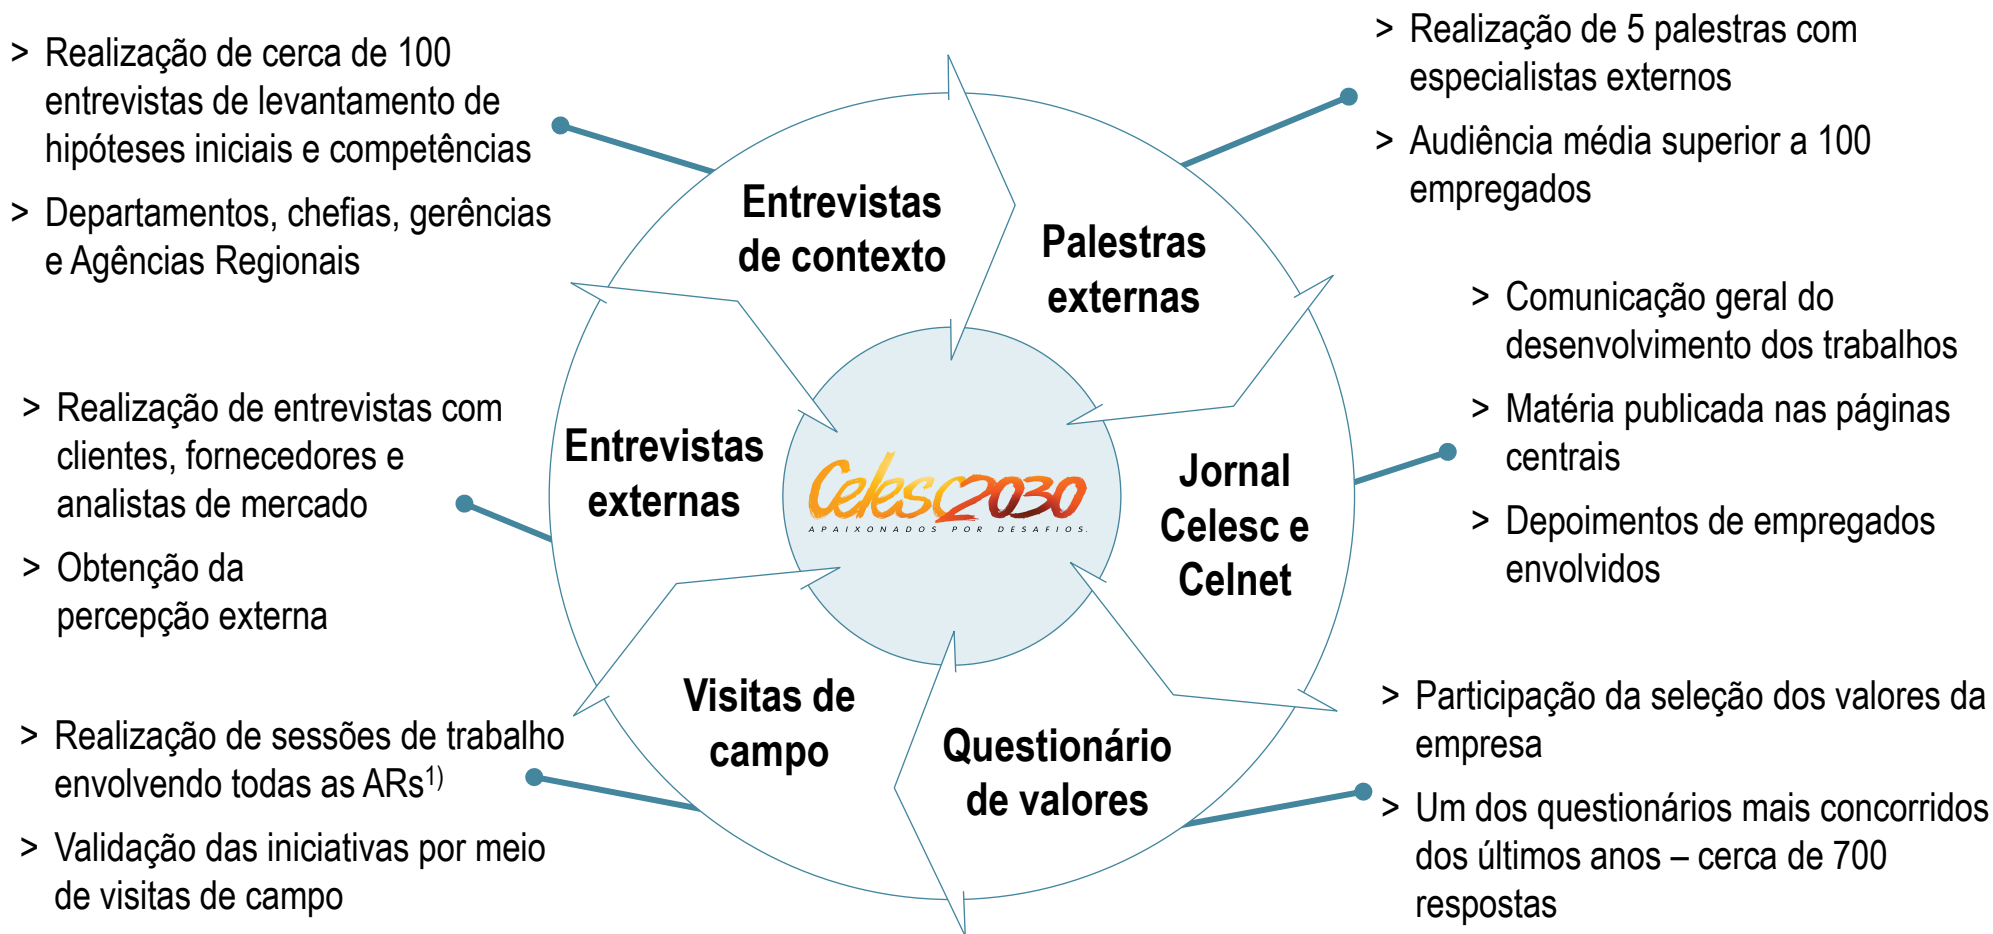 > Realização de cerca de 100
entrevistas de levantamento de
hipóteses iniciais e competências
> Departamentos, chefias, gerências
e Agências Regionais
> Realização de 5 palestras com
especialistas externos
> Audiência média superior a 100
empregados
Entrevistas
de contexto
Palestras
externas
> Comunicação geral do
desenvolvimento dos trabalhos
> Matéria publicada nas páginas
centrais
> Depoimentos de empregados
envolvidos
> Realização de entrevistas com
clientes, fornecedores e
analistas de mercado
> Obtenção da
percepção externa
Entrevistas
externas
Celesc2030
APAIXONADOS POR DESAFIOS.
Jornal
Celesc e
Celnet
Visitas de
campo
Questionário
de valores
> Realização de sessões de trabalho
envolvendo todas as ARs1)
> Validação das iniciativas por meio
de visitas de campo
> Participação da seleção dos valores da
empresa
> Um dos questionários mais concorridos
dos últimos anos – cerca de 700
respostas